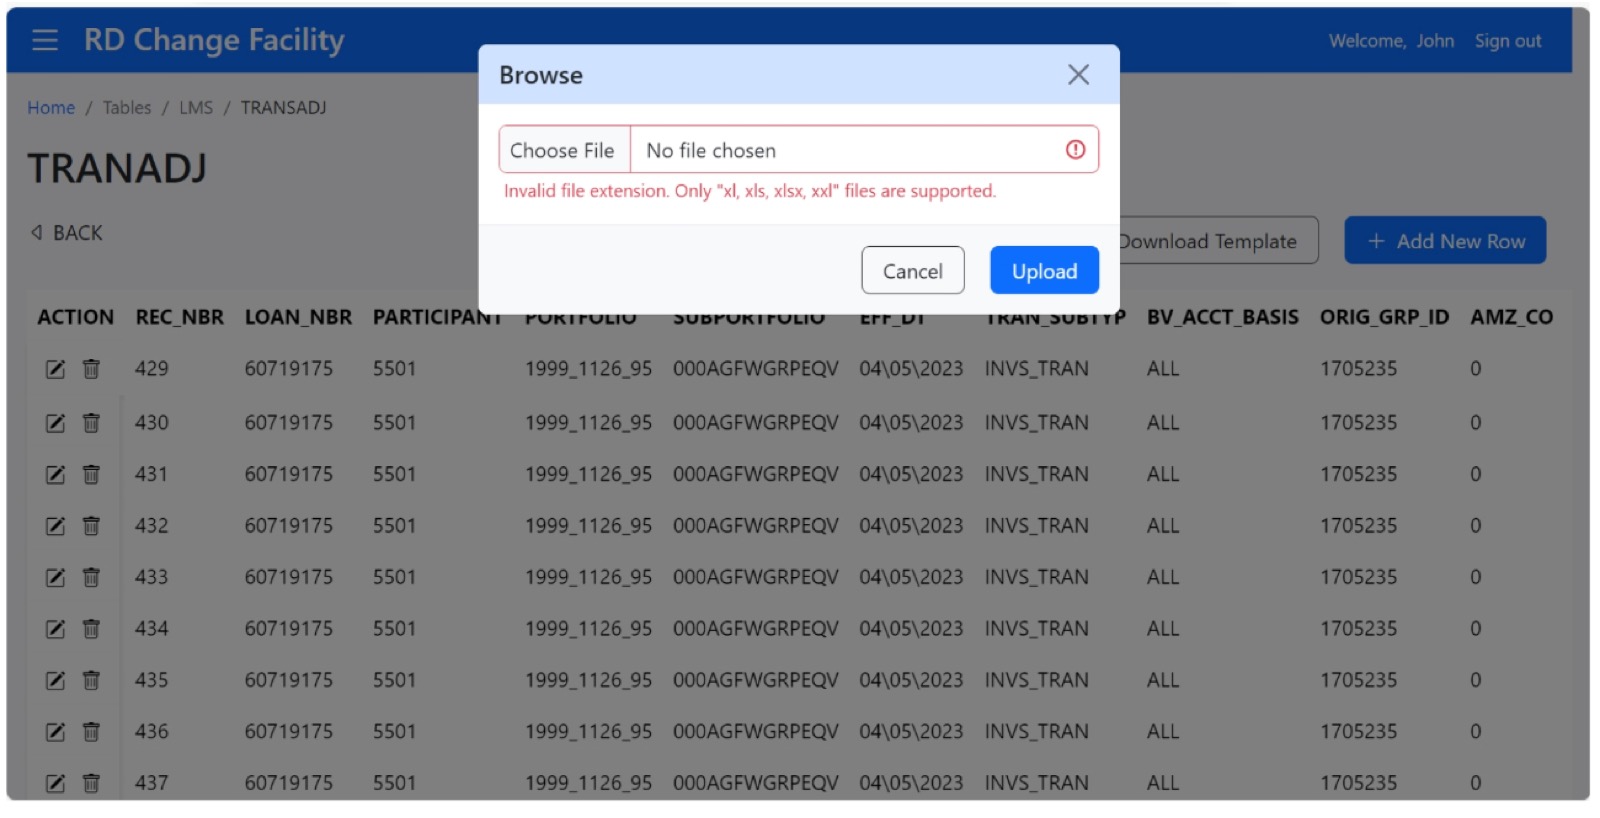 RD Change Facility
Welcome, John Sign out
Browse
Choose File No file chosen
Invalid file extension. Only "xl, xls, xlsx, xxl" files are supported.
Cancel Upload
Home / Tables / LMS / TRANSADJ
TRANADJ
BACK
Download Template + Add New Row
ACTION REC_NBR LOAN_NBR PARTICIPANT PORTFOLIO SUBPORTFOLIO EFF_DT TRAN_SUBTYP BV_ACCT_BASIS ORIG_GRP_ID AMZ_CO
429 60719175 5501 1999_1126_95 000AGFWGRPEQV 04\05\2023 INVS_TRAN ALL 1705235 0
430 60719175 5501 1999_1126_95 000AGFWGRPEQV 04\05\2023 INVS_TRAN ALL 1705235 0
431 60719175 5501 1999_1126_95 000AGFWGRPEQV 04\05\2023 INVS_TRAN ALL 1705235 0
432 60719175 5501 1999_1126_95 000AGFWGRPEQV 04\05\2023 INVS_TRAN ALL 1705235 0
433 60719175 5501 1999_1126_95 000AGFWGRPEQV 04\05\2023 INVS_TRAN ALL 1705235 0
434 60719175 5501 1999_1126_95 000AGFWGRPEQV 04\05\2023 INVS_TRAN ALL 1705235 0
435 60719175 5501 1999_1126_95 000AGFWGRPEQV 04\05\2023 INVS_TRAN ALL 1705235 0
436 60719175 5501 1999_1126_95 000AGFWGRPEQV 04\05\2023 INVS_TRAN ALL 1705235 0
437 60719175 5501 1999_1126_95 000AGFWGRPEQV 04\05\2023 INVS_TRAN ALL 1705235 0